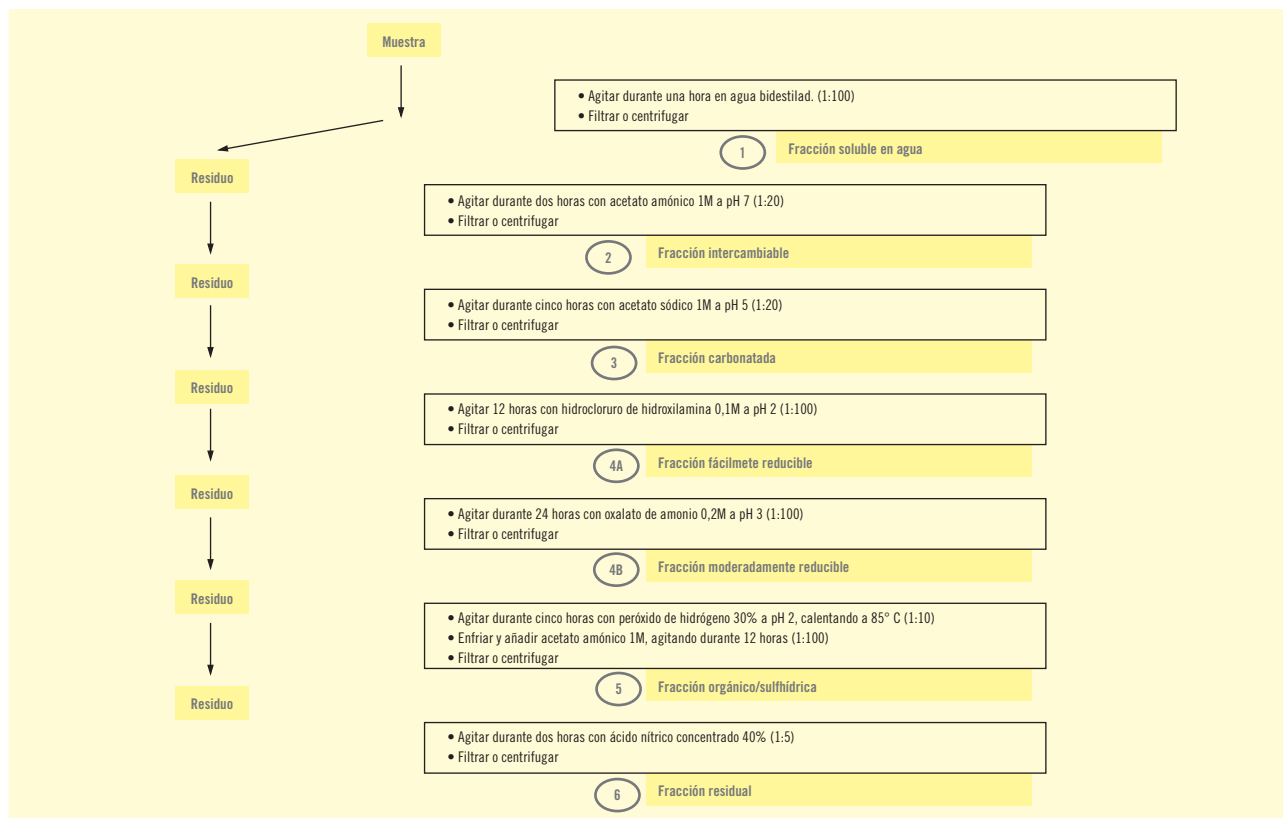 Muestra
• Agitar durante una hora en agua bidestilad. (1:100)
• Filtrar o centrifugar
1 Fracción soluble en agua
Residuo
• Agitar durante dos horas con acetato amónico 1M a pH 7 (1:20)
• Filtrar o centrifugar
2 Fracción intercambiable
Residuo
• Agitar durante cinco horas con acetato sódico 1M a pH 5 (1:20)
• Filtrar o centrifugar
3 Fracción carbonatada
Residuo
• Agitar 12 horas con hidrocloruro de hidroxilamina 0,1M a pH 2 (1:100)
• Filtrar o centrifugar
4A Fracción fácilmete reducible
Residuo
• Agitar durante 24 horas con oxalato de amonio 0,2M a pH 3 (1:100)
• Filtrar o centrifugar
4B Fracción moderadamente reducible
Residuo
• Agitar durante cinco horas con peróxido de hidrógeno 30% a pH 2, calentando a 85° C (1:10)
• Enfriar y añadir acetato amónico 1M, agitando durante 12 horas (1:100)
• Filtrar o centrifugar
5 Fracción orgánico/sulfhídrica
Residuo
• Agitar durante dos horas con ácido nítrico concentrado 40% (1:5)
• Filtrar o centrifugar
6 Fracción residual